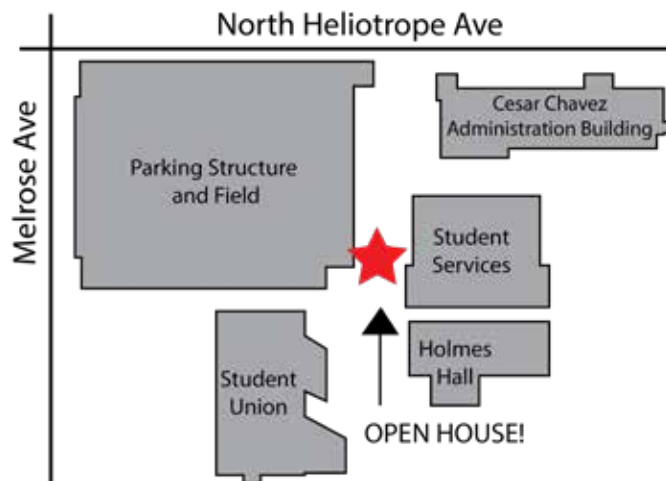 North Heliotrope Ave
Melrose Ave
Parking Structure
and Field
Cesar Chavez
Administration Building
Student
Services
Holmes
Hall
Student
Union
OPEN HOUSE!